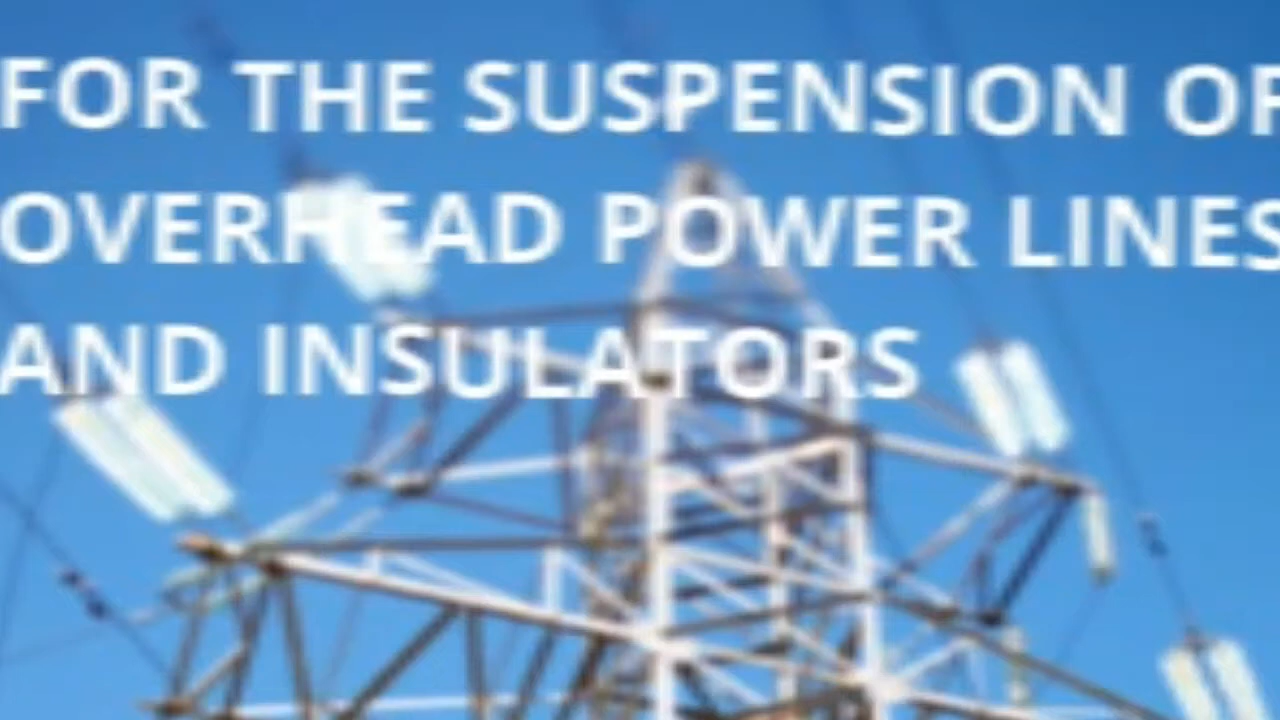 FOR THE SUSPENSION OF
OVERHEAD POWER LINES
AND INSULATORS